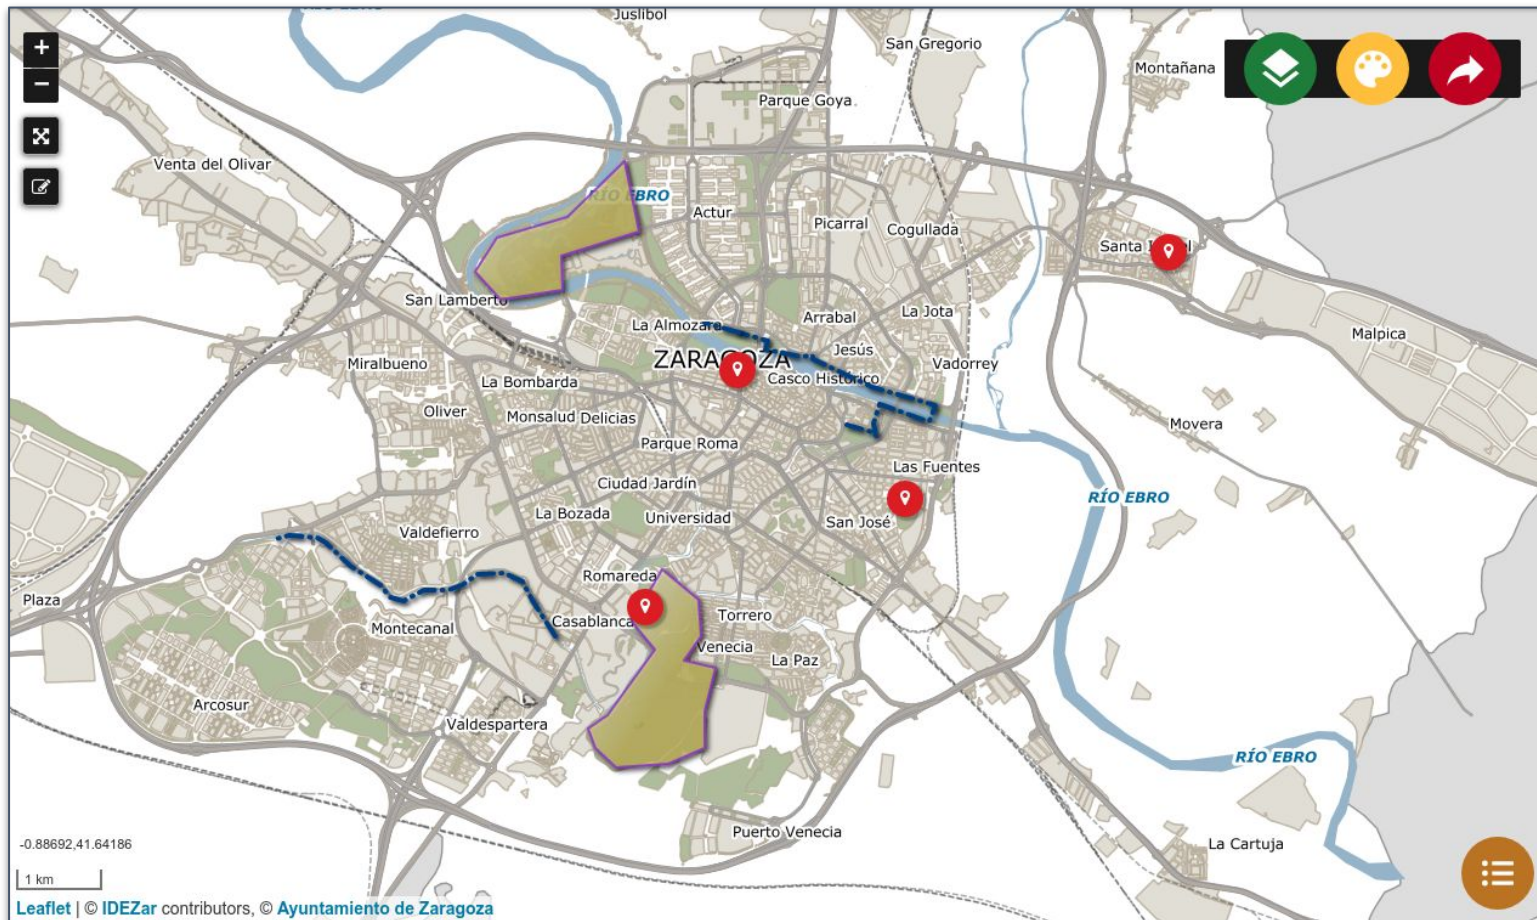 RÍO EBRO
Juslibol
San Gregorio
Montañana
+
−
Parque Goya
Venta del Olivar
RÍO EBRO
Actur
Picarral
Cogullada
Santa I el
San Lamberto
La Almozara
Arrabal
La Jota
Malpica
Jesús
ZARAGOZA
Miralbueno
Vadorrey
La Bombarda
Casco Histórico
Oliver
Monsalud
Delicias
Movera
Parque Roma
Las Fuentes
Ciudad Jardín
RÍO EBRO
La Bozada
Universidad
San José
Valdefierro
Romareda
Plaza
Casablanca
Torrero
Montecanal
Venecia
La Paz
Arcosur
Valdespartera
RÍO EBRO
Puerto Venecia
La Cartuja
-0.88692,41.64186
1 km
Leaflet | © IDEZar contributors, © Ayuntamiento de Zaragoza